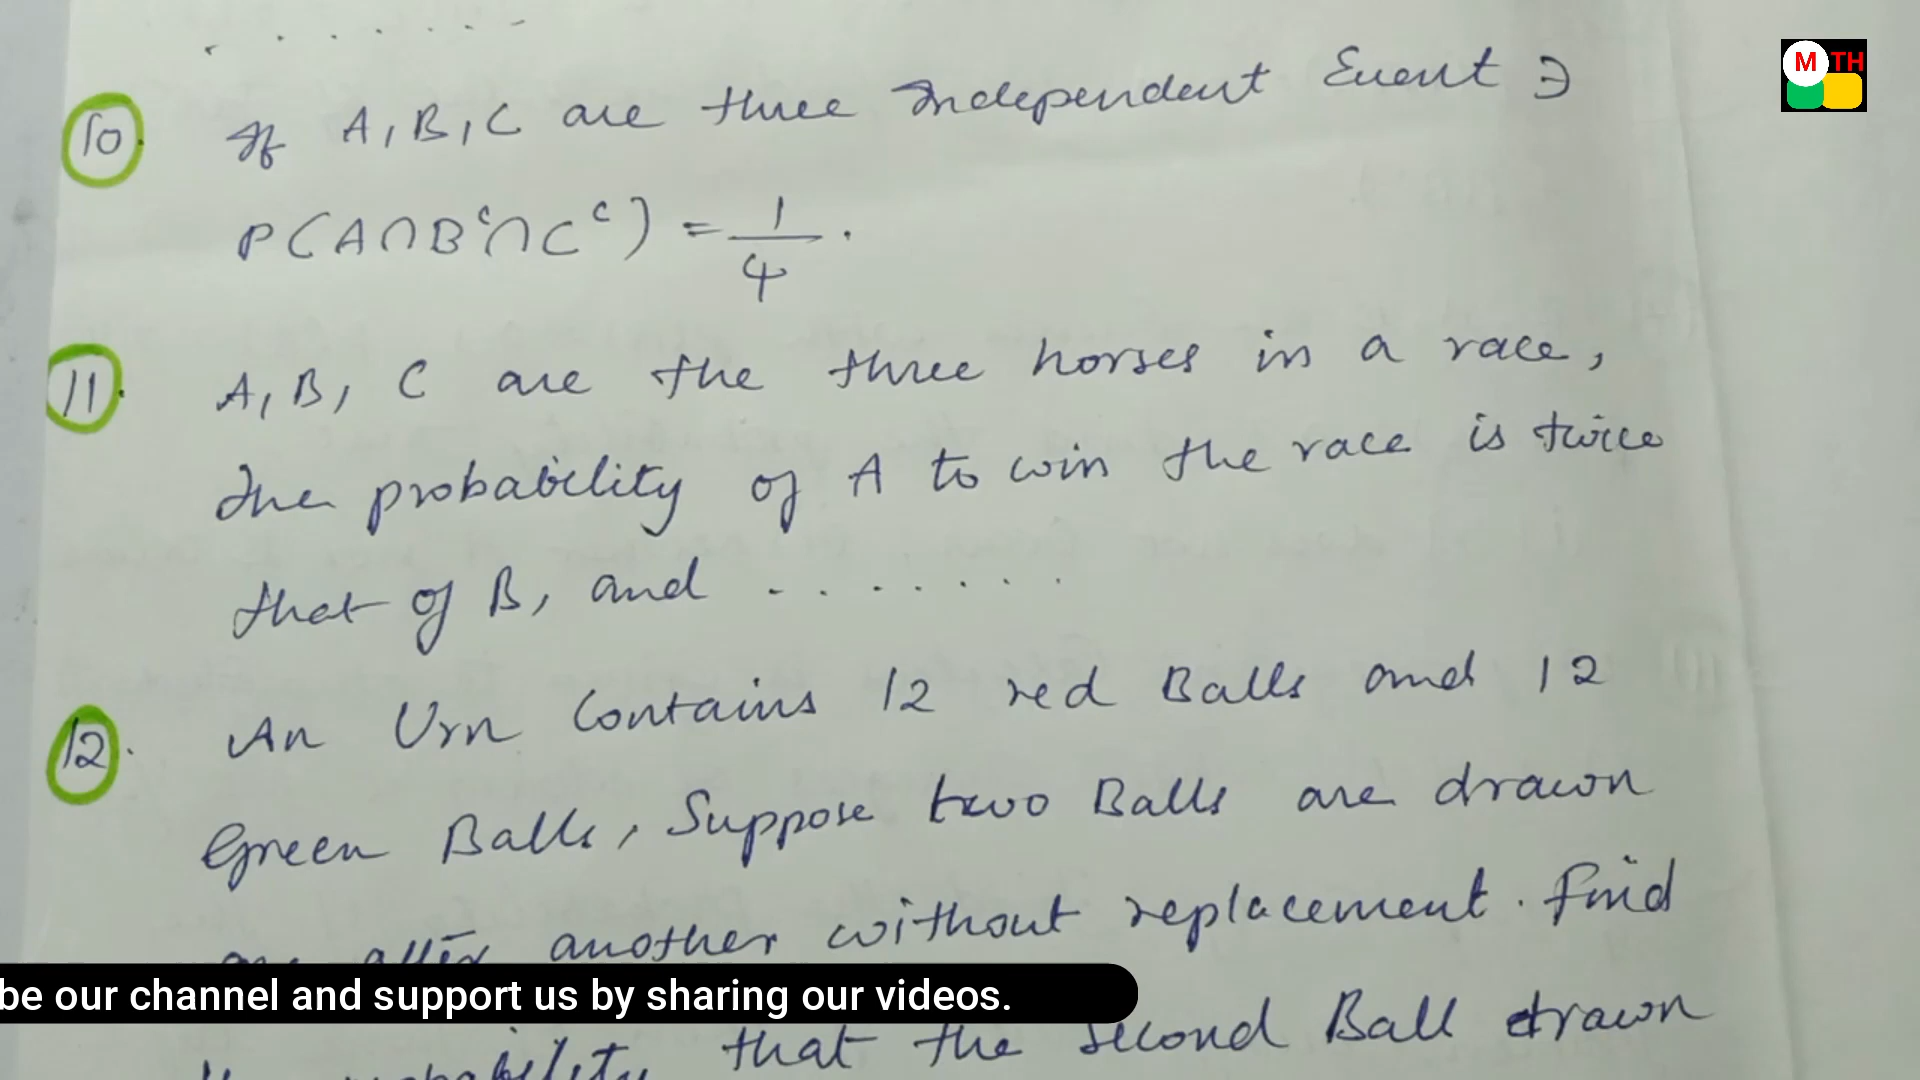 M TH
10. If A, B, C are three Independent Event ∋
P(A∩Bᶜ∩Cᶜ) = 1/4.
11. A, B, C are the three horses in a race,
The probability of A to win the race is twice
that of B, and ........
12. An Urn Contains 12 red Balls and 12
Green Balls, Suppose two Balls are drawn
after another without replacement. Find
be our channel and support us by sharing our videos.
that the second Ball drawn